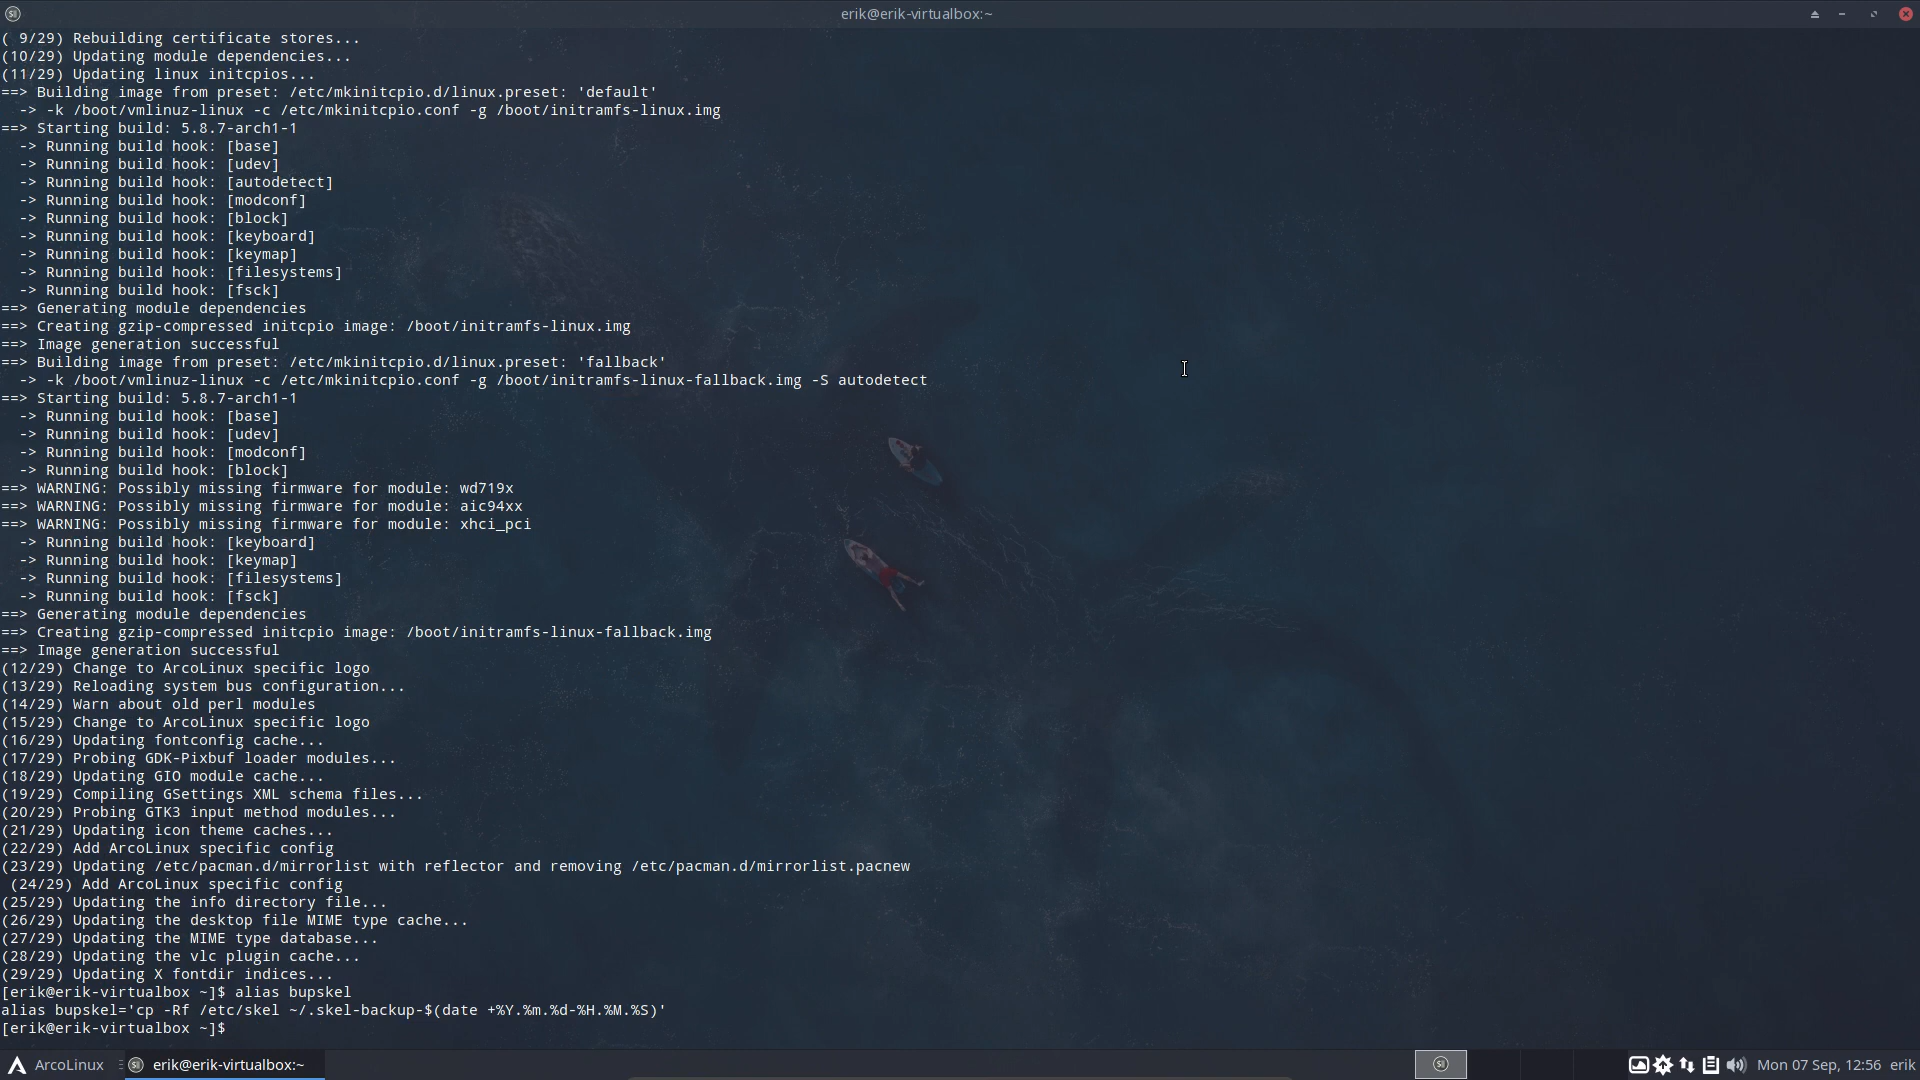 erik@erik-virtualbox:~
( 9/29) Rebuilding certificate stores...
(10/29) Updating module dependencies...
(11/29) Updating linux initcpios...
==> Building image from preset: /etc/mkinitcpio.d/linux.preset: 'default'
  -> -k /boot/vmlinuz-linux -c /etc/mkinitcpio.conf -g /boot/initramfs-linux.img
==> Starting build: 5.8.7-arch1-1
  -> Running build hook: [base]
  -> Running build hook: [udev]
  -> Running build hook: [autodetect]
  -> Running build hook: [modconf]
  -> Running build hook: [block]
  -> Running build hook: [keyboard]
  -> Running build hook: [keymap]
  -> Running build hook: [filesystems]
  -> Running build hook: [fsck]
==> Generating module dependencies
==> Creating gzip-compressed initcpio image: /boot/initramfs-linux.img
==> Image generation successful
==> Building image from preset: /etc/mkinitcpio.d/linux.preset: 'fallback'
  -> -k /boot/vmlinuz-linux -c /etc/mkinitcpio.conf -g /boot/initramfs-linux-fallback.img -S autodetect
==> Starting build: 5.8.7-arch1-1
  -> Running build hook: [base]
  -> Running build hook: [udev]
  -> Running build hook: [modconf]
  -> Running build hook: [block]
==> WARNING: Possibly missing firmware for module: wd719x
==> WARNING: Possibly missing firmware for module: aic94xx
==> WARNING: Possibly missing firmware for module: xhci_pci
  -> Running build hook: [keyboard]
  -> Running build hook: [keymap]
  -> Running build hook: [filesystems]
  -> Running build hook: [fsck]
==> Generating module dependencies
==> Creating gzip-compressed initcpio image: /boot/initramfs-linux-fallback.img
==> Image generation successful
(12/29) Change to ArcoLinux specific logo
(13/29) Reloading system bus configuration...
(14/29) Warn about old perl modules
(15/29) Change to ArcoLinux specific logo
(16/29) Updating fontconfig cache...
(17/29) Probing GDK-Pixbuf loader modules...
(18/29) Updating GIO module cache...
(19/29) Compiling GSettings XML schema files...
(20/29) Probing GTK3 input method modules...
(21/29) Updating icon theme caches...
(22/29) Add ArcoLinux specific config
(23/29) Updating /etc/pacman.d/mirrorlist with reflector and removing /etc/pacman.d/mirrorlist.pacnew
 (24/29) Add ArcoLinux specific config
(25/29) Updating the info directory file...
(26/29) Updating the desktop file MIME type cache...
(27/29) Updating the MIME type database...
(28/29) Updating the vlc plugin cache...
(29/29) Updating X fontdir indices...
[erik@erik-virtualbox ~]$ alias bupskel
alias bupskel='cp -Rf /etc/skel ~/.skel-backup-$(date +%Y.%m.%d-%H.%M.%S)'
[erik@erik-virtualbox ~]$
ArcoLinux erik@erik-virtualbox:~ Mon 07 Sep, 12:56 erik